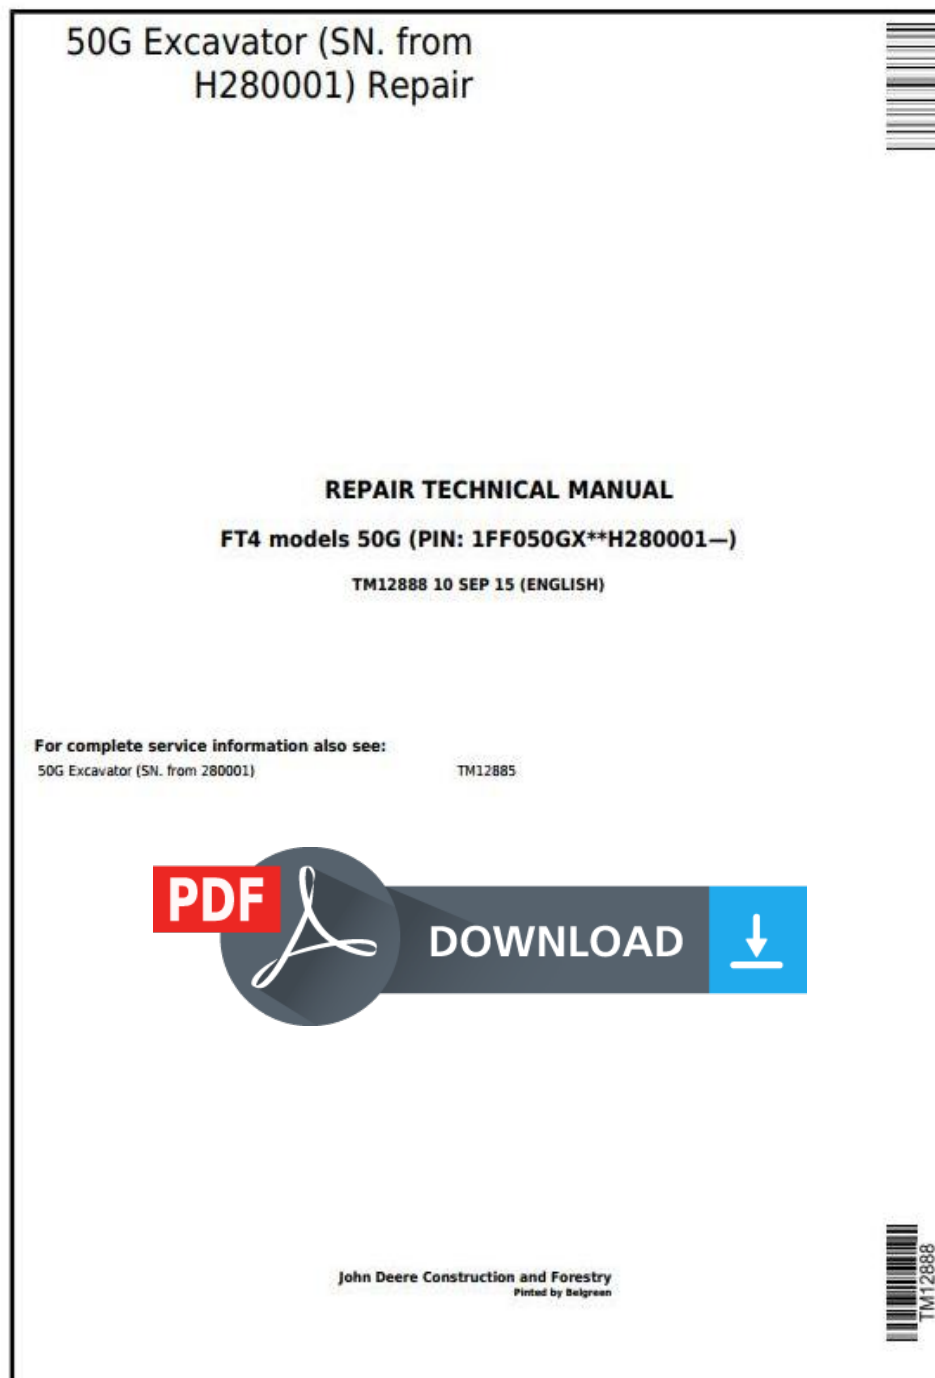 50G Excavator (SN. from
H280001) Repair
REPAIR TECHNICAL MANUAL
FT4 models 50G (PIN: 1FF050GX**H280001—)
TM12888 10 SEP 15 (ENGLISH)
For complete service information also see:
50G Excavator (SN. from 280001) TM12885
PDF
DOWNLOAD
John Deere Construction and Forestry
Pinted by Belgreen
TM12888